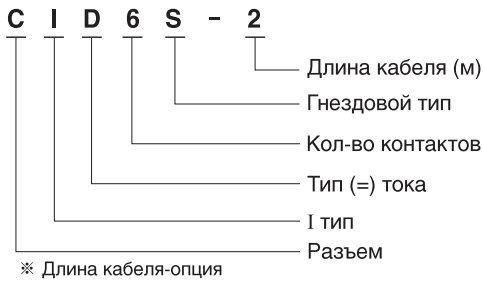 C I D 6 S - 2
Длина кабеля (м)
Гнездовой тип
Кол-во контактов
Тип (=) тока
I тип
Разъем
※ Длина кабеля-опция